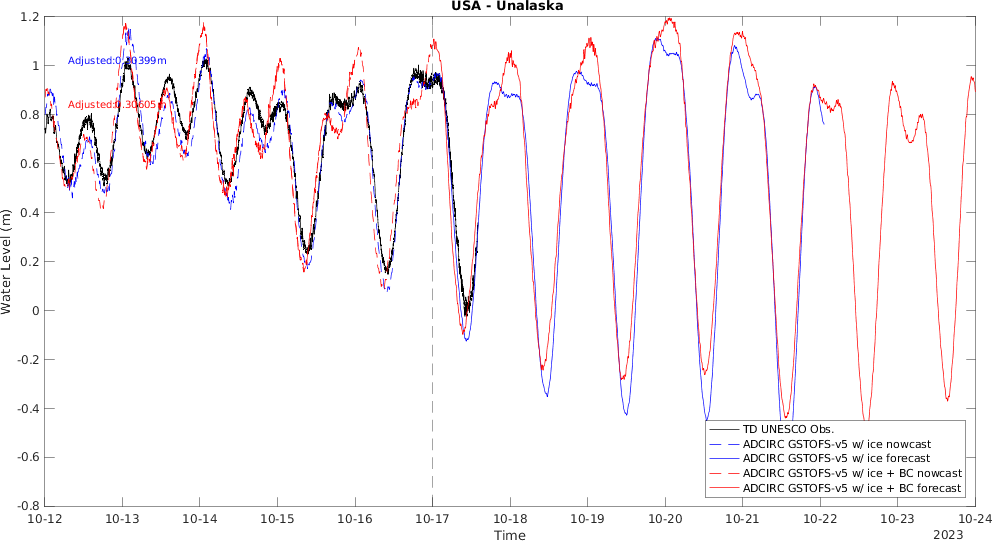 USA - Unalaska
1.2
1
0.8
0.6
0.4
0.2
0
-0.2
-0.4
-0.6
-0.8
Water Level (m)
Adjusted:0.10399m
TD UNESCO Obs.
ADCIRC GSTOFS-v5 w/ ice nowcast
ADCIRC GSTOFS-v5 w/ ice forecast
ADCIRC GSTOFS-v5 w/ ice + BC nowcast
ADCIRC GSTOFS-v5 w/ ice + BC forecast
10-12 10-13 10-14 10-15 10-16 10-17 10-18 10-19 10-20 10-21 10-22 10-23 10-24
Time
2023